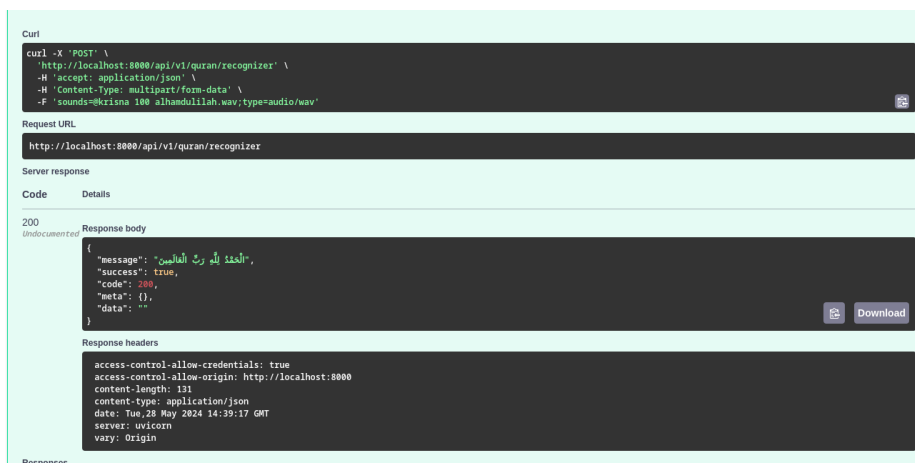 Curl
curl -X 'POST' \
'http://localhost:8000/api/v1/quran/recognizer' \
-H 'accept: application/json' \
-H 'Content-Type: multipart/form-data' \
-F 'sounds=@krisna 100 alhamdulilah.wav;type=audio/wav'
Request URL
http://localhost:8000/api/v1/quran/recognizer
Server response
Code Details
200
Undocumented
Response body
{
"message": "الْحَمْدُ لِلَّهِ رَبِّ الْعَالَمِينَ",
"success": true,
"code": 200,
"meta": {},
"data": ""
}
Download
Response headers
access-control-allow-credentials: true
access-control-allow-origin: http://localhost:8000
content-length: 131
content-type: application/json
date: Tue,28 May 2024 14:39:17 GMT
server: uvicorn
vary: Origin
Responses